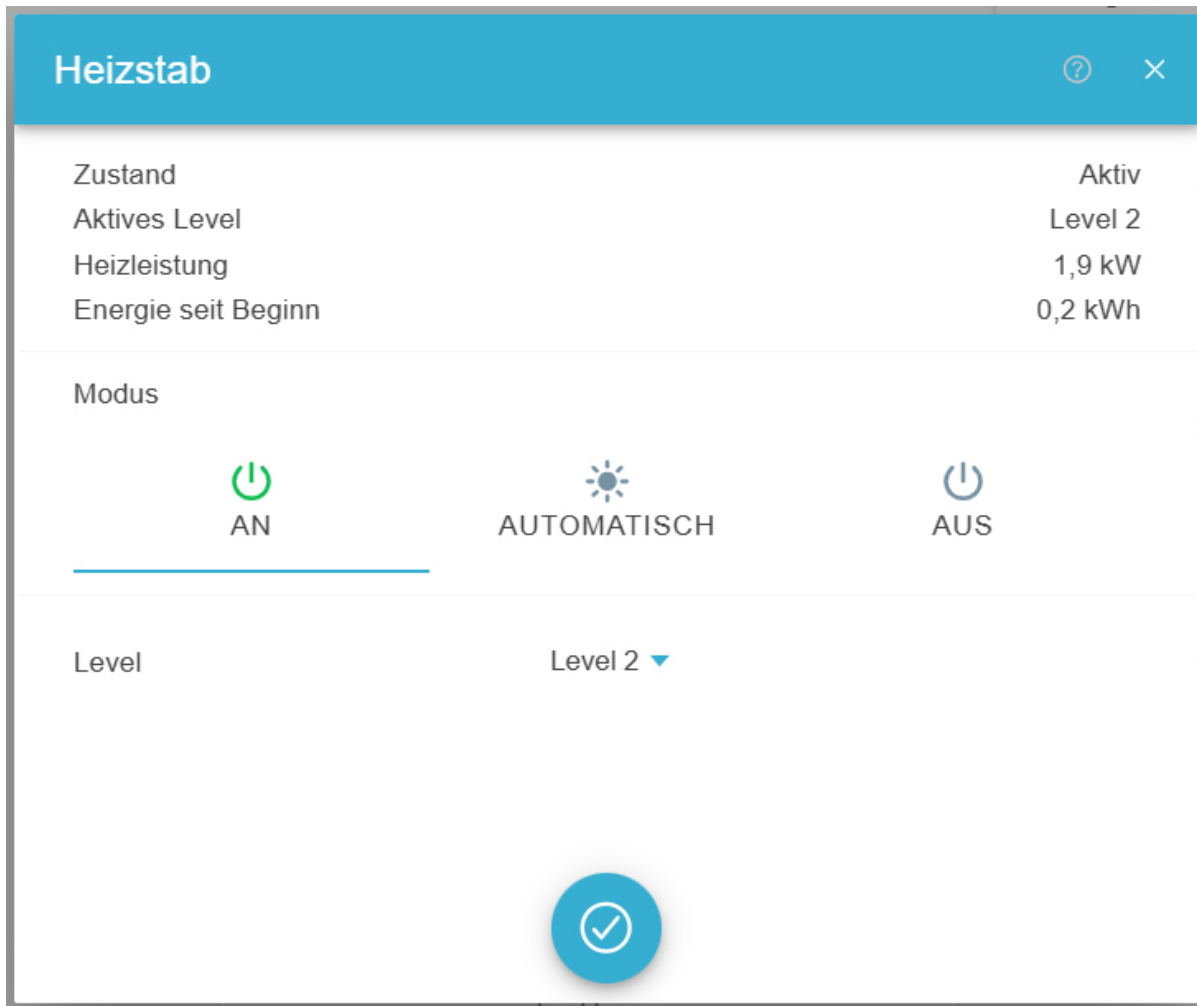 Heizstab
Zustand Aktiv
Aktives Level Level 2
Heizleistung 1,9 kW
Energie seit Beginn 0,2 kWh
Modus
AN AUTOMATISCH AUS
Level Level 2